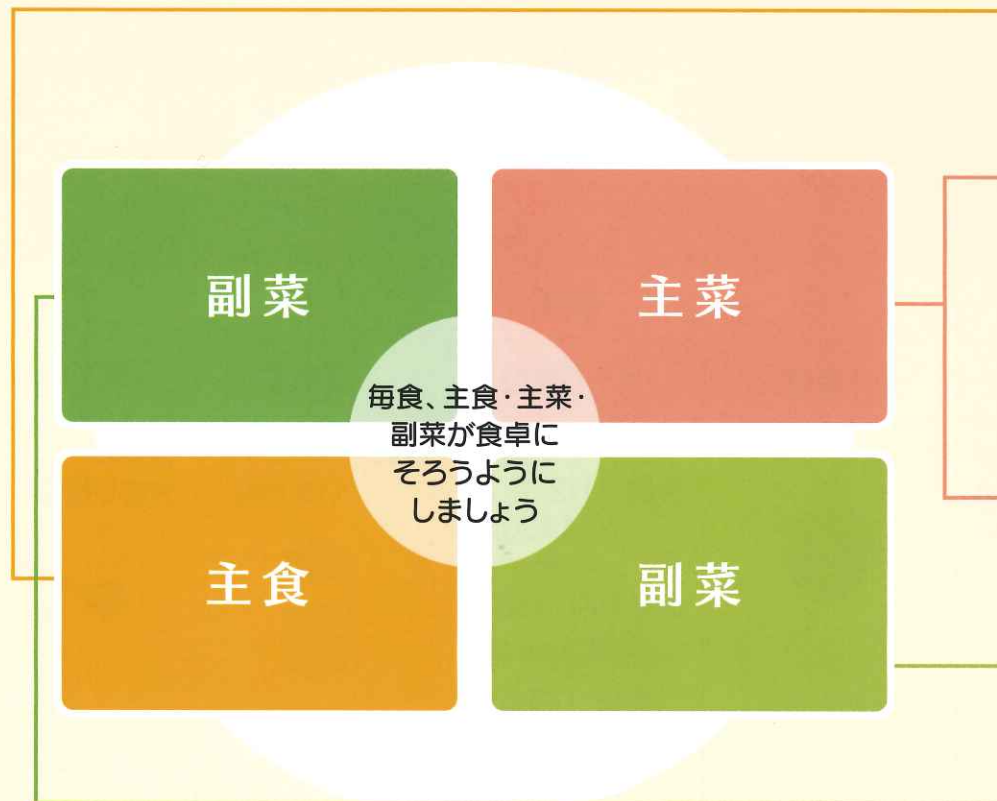 副菜
主菜
毎食、主食・主菜・
副菜が食卓に
そろうように
しましょう
主食
副菜